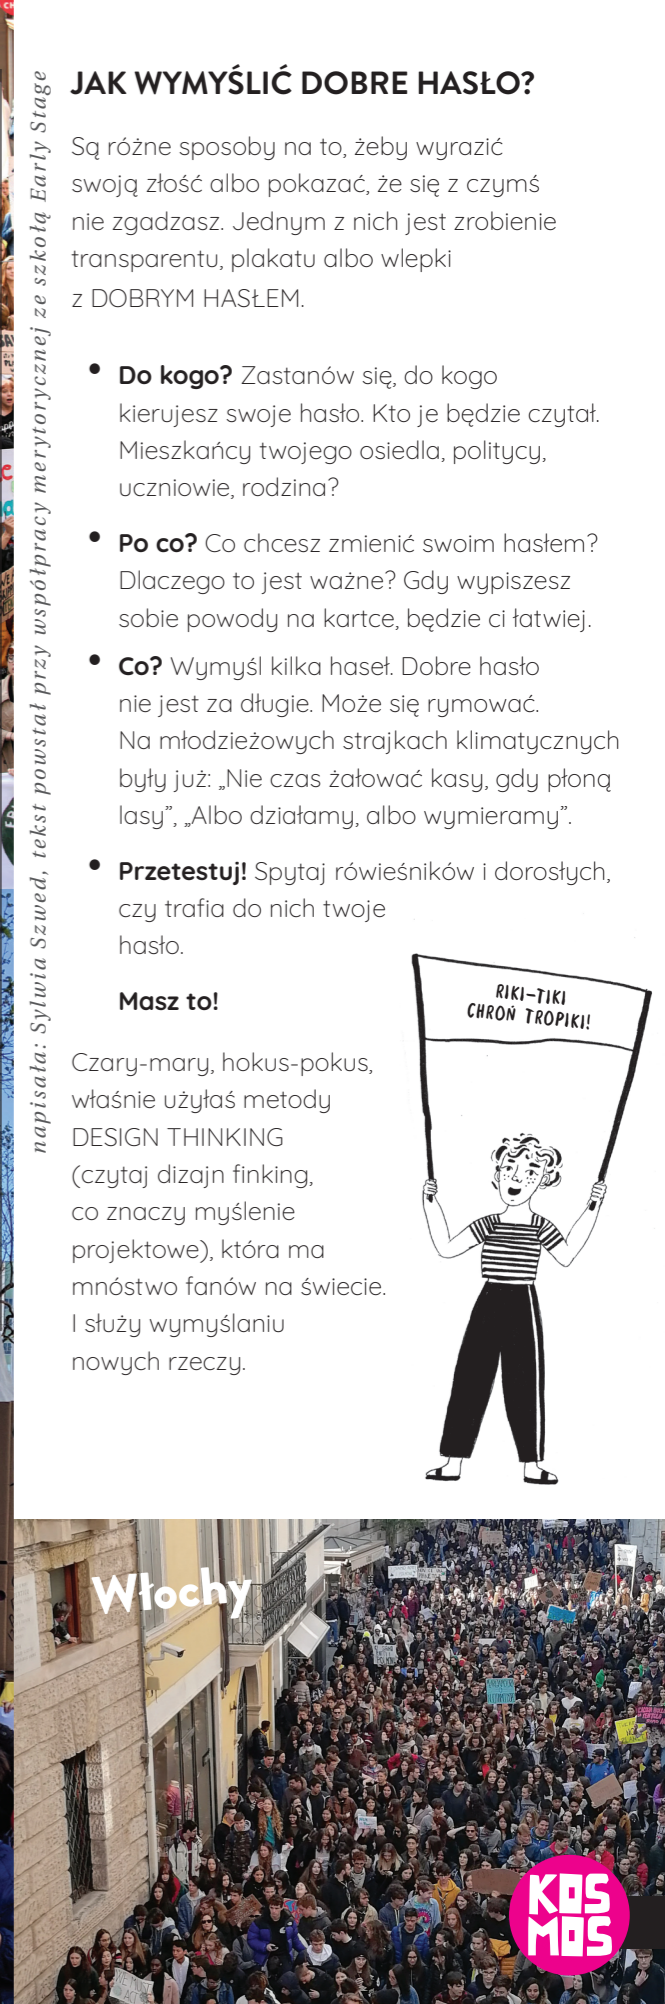 JAK WYMYŚLIĆ DOBRE HASŁO?
Są różne sposoby na to, żeby wyrazić
swoją złość albo pokazać, że się z czymś
nie zgadzasz. Jednym z nich jest zrobienie
transparentu, plakatu albo wlepki
z DOBRYM HASŁEM.
• Do kogo? Zastanów się, do kogo
kierujesz swoje hasło. Kto je będzie czytał.
Mieszkańcy twojego osiedla, politycy,
uczniowie, rodzina?
• Po co? Co chcesz zmienić swoim hasłem?
Dlaczego to jest ważne? Gdy wypiszesz
sobie powody na kartce, będzie ci łatwiej.
• Co? Wymyśl kilka haseł. Dobre hasło
nie jest za długie. Może się rymować.
Na młodzieżowych strajkach klimatycznych
były już: „Nie czas żałować kasy, gdy płoną
lasy”, „Albo działamy, albo wymieramy”.
• Przetestuj! Spytaj rówieśników i dorosłych,
czy trafia do nich twoje
hasło.
Masz to!
Czary-mary, hokus-pokus,
właśnie użyłaś metody
DESIGN THINKING
(czytaj dizajn finking,
co znaczy myślenie
projektowe), która ma
mnóstwo fanów na świecie.
I służy wymyślaniu
nowych rzeczy.
RIKI-TIKI
CHROŃ TROPIKI!
napisała: Sylwia Szwed, tekst powstał przy współpracy merytorycznej ze szkołą Early Stage
Włochy
KOS
MOS